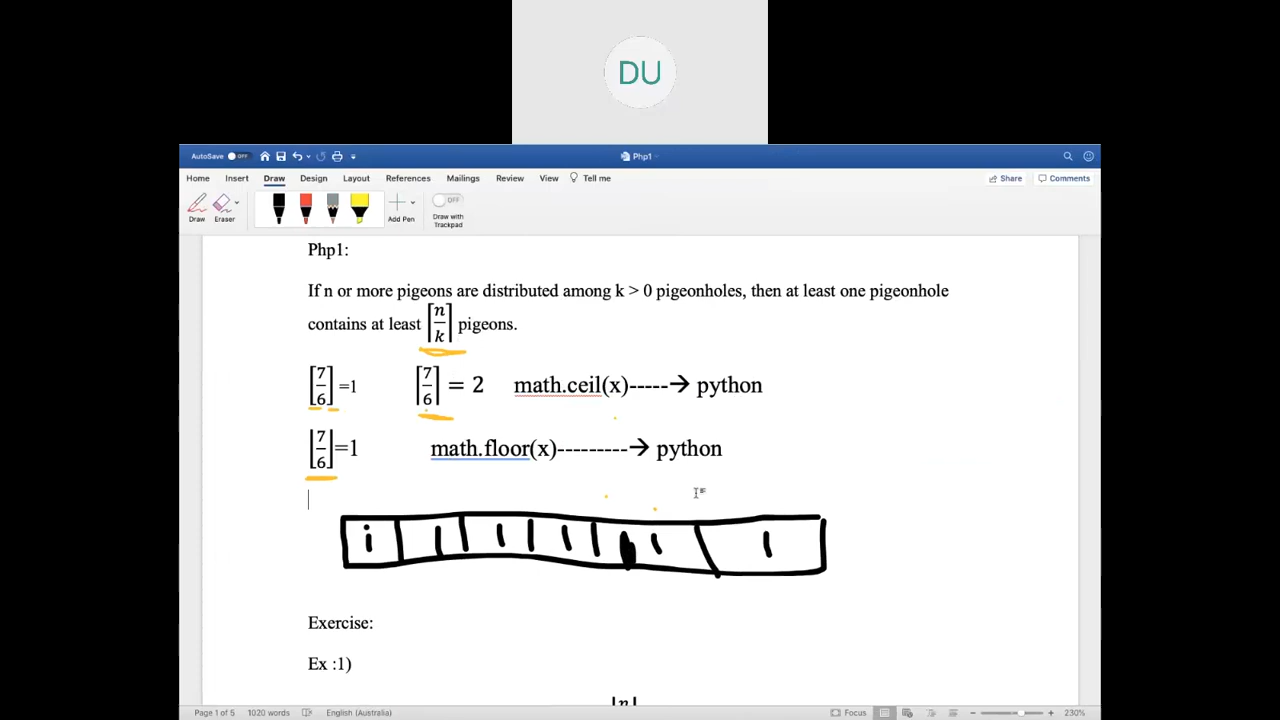 DU
AutoSave OFF Php1
Home Insert Draw Design Layout References Mailings Review View Tell me Share Comments
Draw Eraser Add Pen OFF Draw with Trackpad
Php1:
If n or more pigeons are distributed among k > 0 pigeonholes, then at least one pigeonhole
contains at least ⌈n/k⌉ pigeons.
[7/6] =1 ⌈7/6⌉ = 2 math.ceil(x)-----→ python
⌊7/6⌋=1 math.floor(x)---------→ python
Exercise:
Ex :1)
Page 1 of 5 1020 words English (Australia) Focus 230%